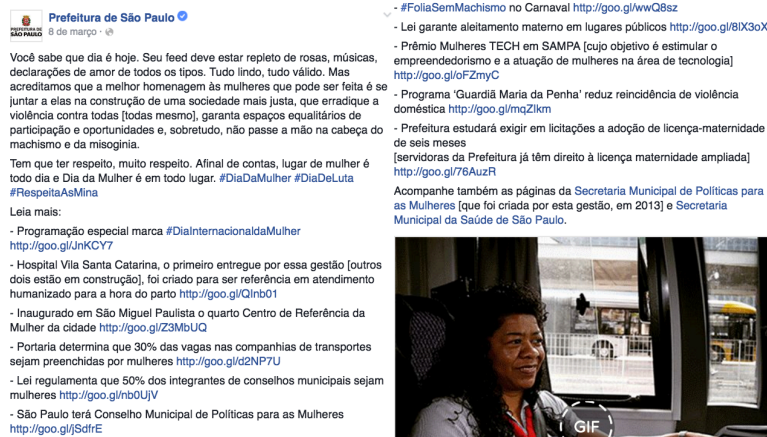 PREFEITURA DE
SÃO PAULO
Prefeitura de São Paulo
8 de março ·
Você sabe que dia é hoje. Seu feed deve estar repleto de rosas, músicas,
declarações de amor de todos os tipos. Tudo lindo, tudo válido. Mas
acreditamos que a melhor homenagem às mulheres que pode ser feita é se
juntar a elas na construção de uma sociedade mais justa, que erradique a
violência contra todas [todas mesmo], garanta espaços equalitários de
participação e oportunidades e, sobretudo, não passe a mão na cabeça do
machismo e da misoginia.
Tem que ter respeito, muito respeito. Afinal de contas, lugar de mulher é
todo dia e Dia da Mulher é em todo lugar. #DiaDaMulher #DiaDeLuta
#RespeitaAsMina
Leia mais:
- Programação especial marca #DiaInternacionaldaMulher
http://goo.gl/JnKCY7
- Hospital Vila Santa Catarina, o primeiro entregue por essa gestão [outros
dois estão em construção], foi criado para ser referência em atendimento
humanizado para a hora do parto http://goo.gl/QInb01
- Inaugurado em São Miguel Paulista o quarto Centro de Referência da
Mulher da cidade http://goo.gl/Z3MbUQ
- Portaria determina que 30% das vagas nas companhias de transportes
sejam preenchidas por mulheres http://goo.gl/d2NP7U
- Lei regulamenta que 50% dos integrantes de conselhos municipais sejam
mulheres http://goo.gl/nb0UjV
- São Paulo terá Conselho Municipal de Políticas para as Mulheres
http://goo.gl/jSdfrE
- #FoliaSemMachismo no Carnaval http://goo.gl/wwQ8sz
- Lei garante aleitamento materno em lugares públicos http://goo.gl/8lX3oX
- Prêmio Mulheres TECH em SAMPA [cujo objetivo é estimular o
empreendedorismo e a atuação de mulheres na área de tecnologia]
http://goo.gl/oFZmyC
- Programa ‘Guardiã Maria da Penha’ reduz reincidência de violência
doméstica http://goo.gl/mqZlkm
- Prefeitura estudará exigir em licitações a adoção de licença-maternidade
de seis meses
[servidoras da Prefeitura já têm direito à licença maternidade ampliada]
http://goo.gl/76AuzR
Acompanhe também as páginas da Secretaria Municipal de Políticas para
as Mulheres [que foi criada por esta gestão, em 2013] e Secretaria
Municipal da Saúde de São Paulo.
GIF